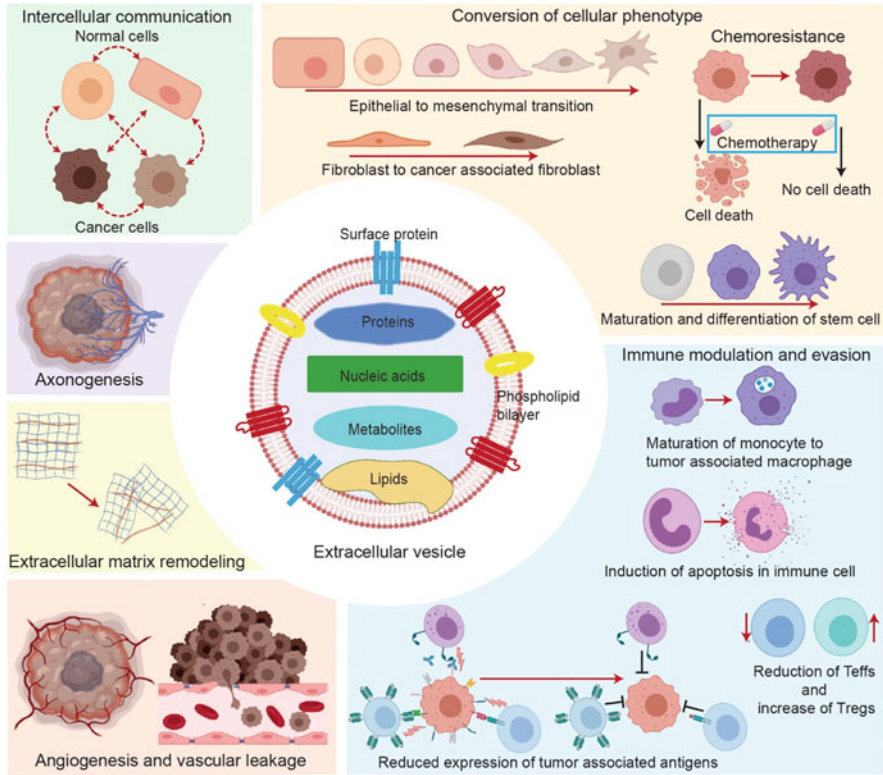 Intercellular communication
Normal cells
Cancer cells
Conversion of cellular phenotype
Epithelial to mesenchymal transition
Fibroblast to cancer associated fibroblast
Chemoresistance
Chemotherapy
Cell death
No cell death
Maturation and differentiation of stem cell
Axonogenesis
Surface protein
Proteins
Nucleic acids
Metabolites
Lipids
Phospholipid
bilayer
Extracellular vesicle
Extracellular matrix remodeling
Immune modulation and evasion
Maturation of monocyte to
tumor associated macrophage
Induction of apoptosis in immune cell
Reduction of Teffs
and
increase of Tregs
Reduced expression of tumor associated antigens
Angiogenesis and vascular leakage